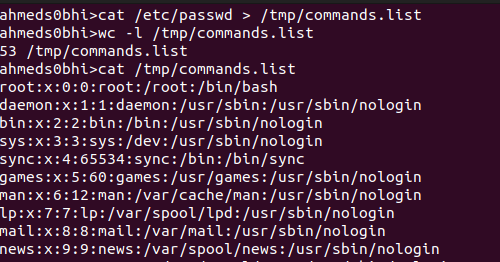 ahmeds0bhi>cat /etc/passwd > /tmp/commands.list
ahmeds0bhi>wc -l /tmp/commands.list
53 /tmp/commands.list
ahmeds0bhi>cat /tmp/commands.list
root:x:0:0:root:/root:/bin/bash
daemon:x:1:1:daemon:/usr/sbin:/usr/sbin/nologin
bin:x:2:2:bin:/bin:/usr/sbin/nologin
sys:x:3:3:sys:/dev:/usr/sbin/nologin
sync:x:4:65534:sync:/bin:/bin/sync
games:x:5:60:games:/usr/games:/usr/sbin/nologin
man:x:6:12:man:/var/cache/man:/usr/sbin/nologin
lp:x:7:7:lp:/var/spool/lpd:/usr/sbin/nologin
mail:x:8:8:mail:/var/mail:/usr/sbin/nologin
news:x:9:9:news:/var/spool/news:/usr/sbin/nologin